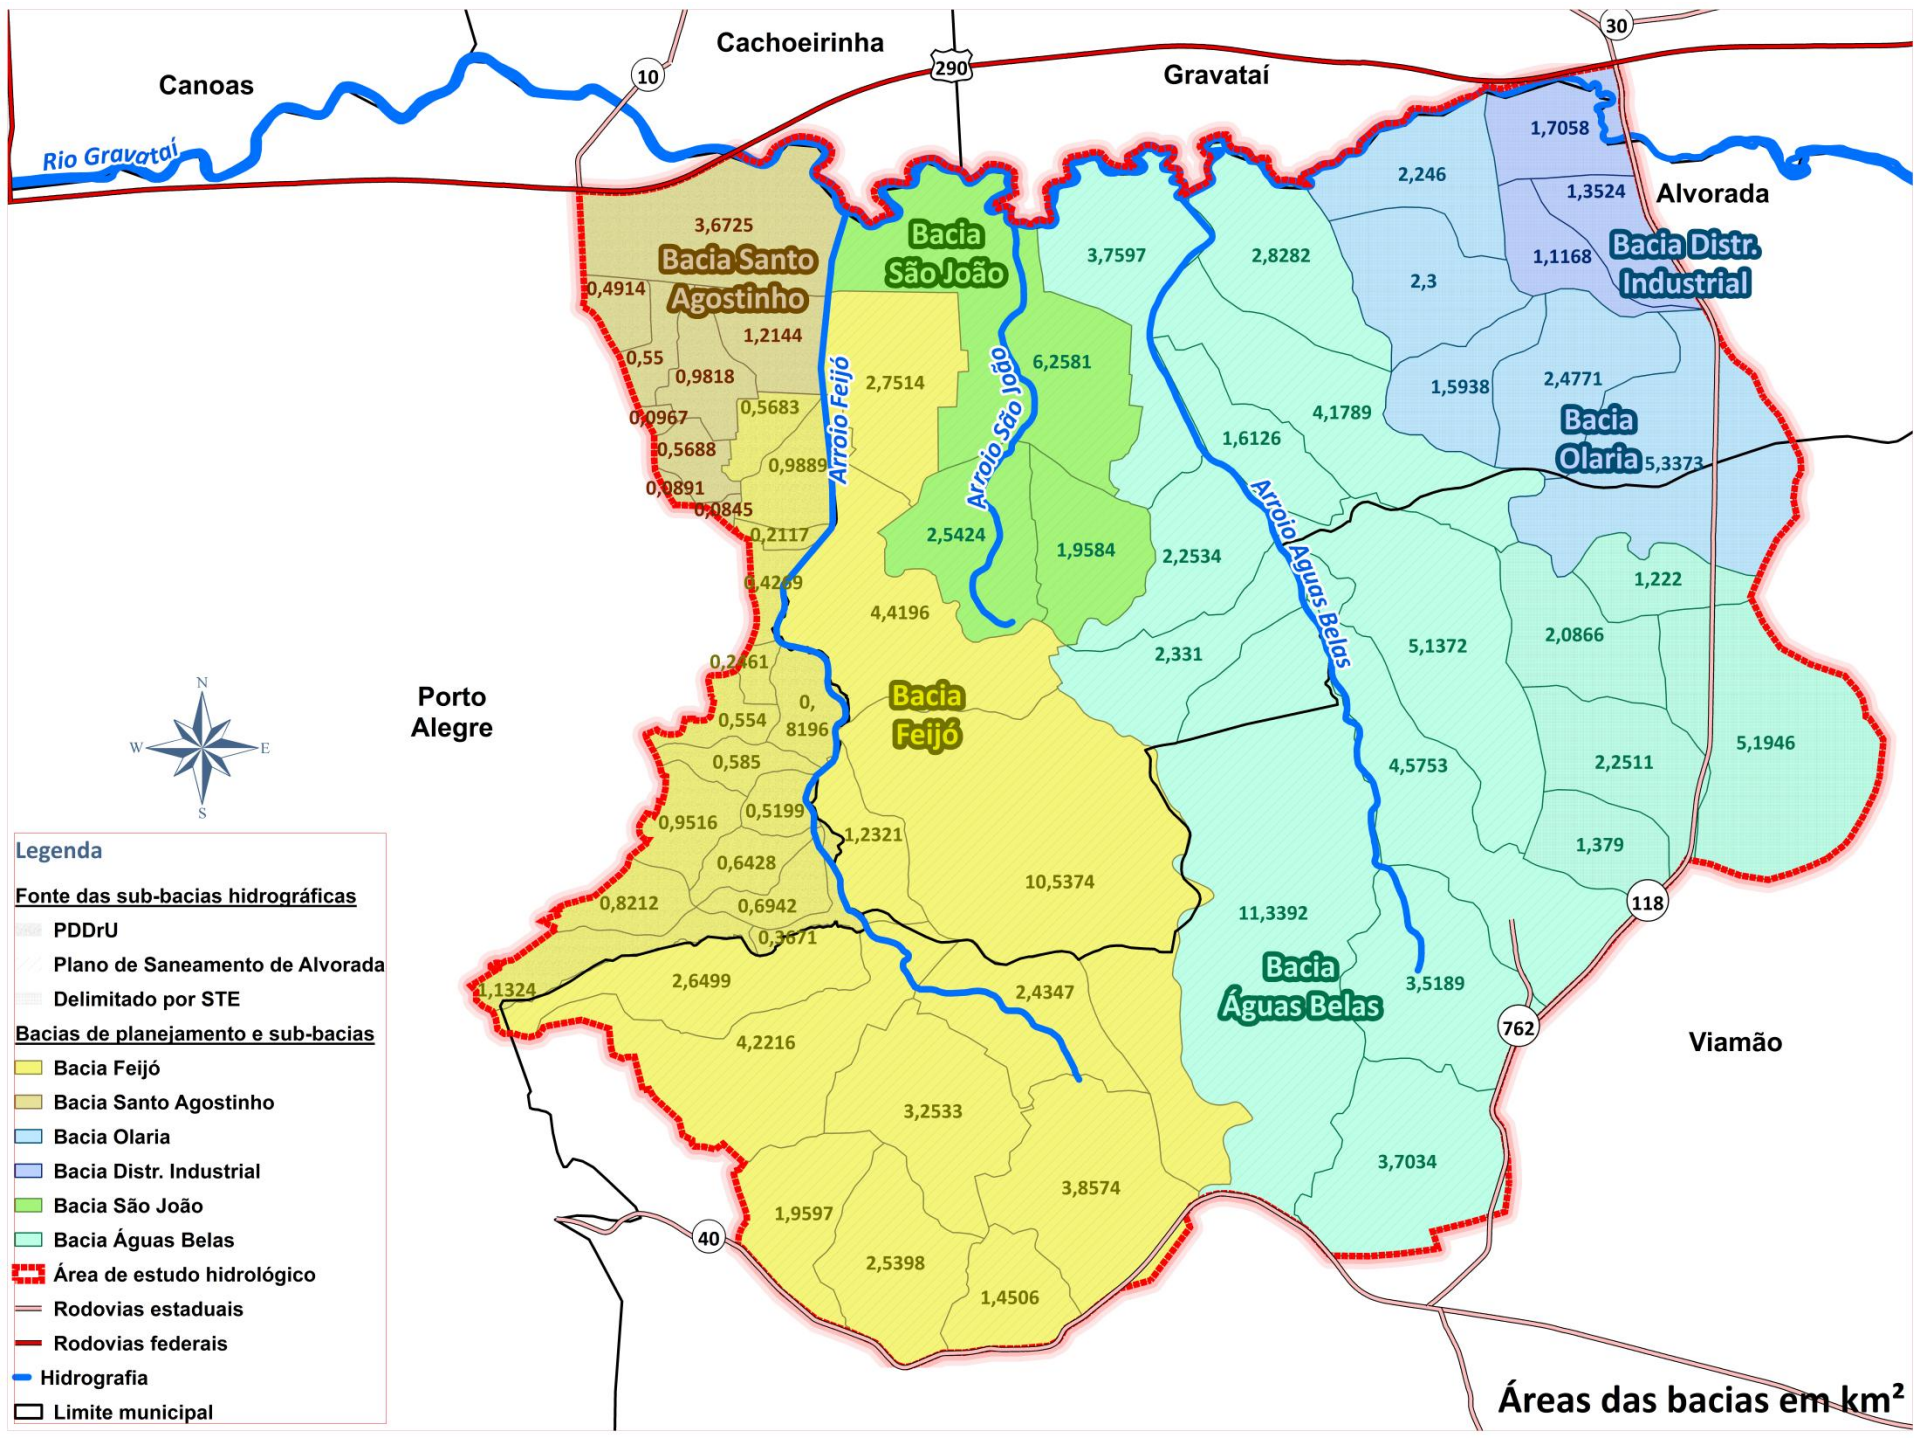 30
Cachoeirinha
290
10
Gravataí
Canoas
Rio Gravataí
1,7058
2,246
1,3524
Alvorada
3,6725
Bacia
São João
Bacia Santo
Agostinho
3,7597
2,8282
1,1168
Bacia Distr.
Industrial
0,4914
2,3
1,2144
0,55
0,9818
Arroio Feijó
2,7514
Arroio São João
6,2581
1,5938
2,4771
0,0967
0,5683
4,1789
Bacia
Olaria
5,3373
1,6126
0,5688
0,9889
0,0891
0,0845
0,2117
2,5424
1,9584
2,2534
Arroio Aguas Belas
0,4269
1,222
4,4196
2,0866
5,1372
0,2461
2,331
N
W
E
S
Porto
Alegre
0,554
0,
8196
Bacia
Feijó
0,585
4,5753
2,2511
5,1946
0,9516
0,5199
1,2321
1,379
0,6428
10,5374
0,8212
0,6942
11,3392
118
0,3671
Bacia
Águas Belas
1,1324
2,6499
2,4347
3,5189
762
Viamão
4,2216
3,2533
3,7034
3,8574
1,9597
40
2,5398
1,4506
Legenda
Fonte das sub-bacias hidrográficas
PDDrU
Plano de Saneamento de Alvorada
Delimitado por STE
Bacias de planejamento e sub-bacias
Bacia Feijó
Bacia Santo Agostinho
Bacia Olaria
Bacia Distr. Industrial
Bacia São João
Bacia Águas Belas
Área de estudo hidrológico
Rodovias estaduais
Rodovias federais
Hidrografia
Limite municipal
Áreas das bacias em km²